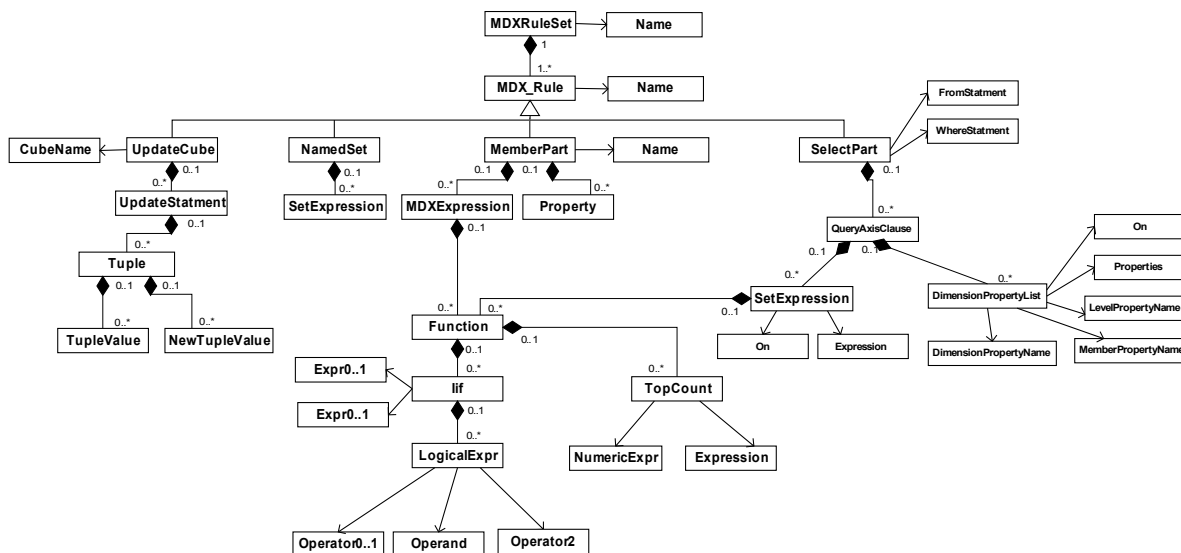 MDXRuleSet
Name
1
1..*
MDX_Rule
Name
FromStatment
WhereStatment
CubeName
UpdateCube
NamedSet
MemberPart
Name
SelectPart
0..1
0..1
0..1
0..1
0..1
0..*
0..*
0..*
0..*
0..*
UpdateStatment
SetExpression
MDXExpression
Property
QueryAxisClause
On
0..1
0..1
0..1
0..1
0..*
0..*
0..*
Tuple
Properties
0..1
0..1
SetExpression
DimensionPropertyList
0..*
0..*
0..*
0..*
0..1
LevelPropertyName
TupleValue
NewTupleValue
Function
0..1
0..1
On
Expression
DimensionPropertyName
MemberPropertyName
Expr0..1
0..*
0..*
Iif
TopCount
Expr0..1
0..1
0..*
LogicalExpr
NumericExpr
Expression
Operator0..1
Operand
Operator2